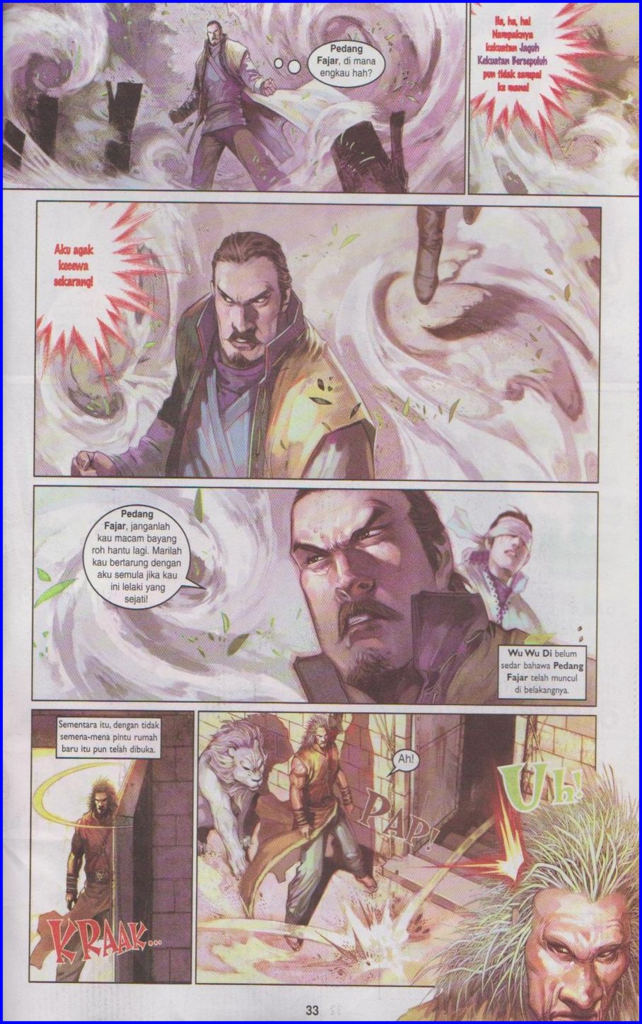 Pedang
Fajar, di mana
engkau hah?
Ha, ha, ha!
Nampaknya
kekuatan Jaguh
Kekuatan Bersepuluh
pun tidak sampai
ke mana!
Aku agak
kecewa
sekarang!
Pedang
Fajar, janganlah
kau macam bayang
roh hantu lagi. Marilah
kau bertarung dengan
aku semula jika kau
ini lelaki yang
sejati!
Wu Wu Di belum
sedar bahawa Pedang
Fajar telah muncul
di belakangnya.
Sementara itu, dengan tidak
semena-mena pintu rumah
baru itu pun telah dibuka.
KRAAK...
Ah!
PAP!
Uh!
33